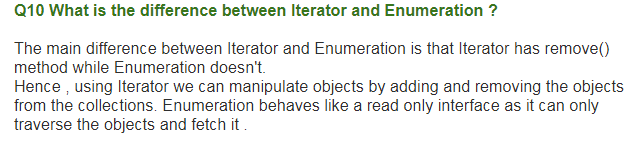 Q10 What is the difference between Iterator and Enumeration ?
The main difference between Iterator and Enumeration is that Iterator has remove()
method while Enumeration doesn't.
Hence , using Iterator we can manipulate objects by adding and removing the objects
from the collections. Enumeration behaves like a read only interface as it can only
traverse the objects and fetch it .